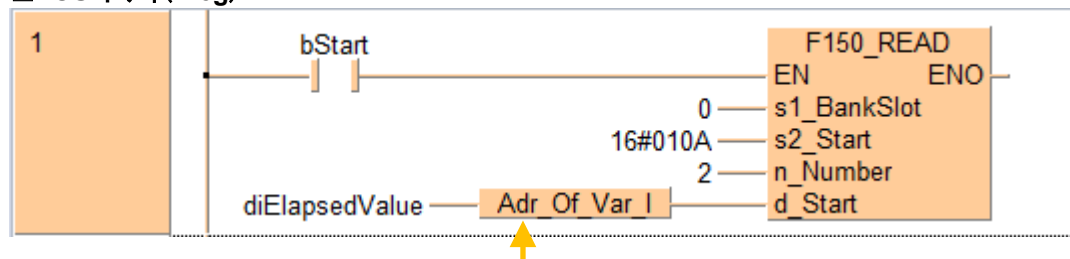 1
bStart
F150_READ
EN ENO
0 s1_BankSlot
16#010A s2_Start
2 n_Number
diElapsedValue Adr_Of_Var_I d_Start